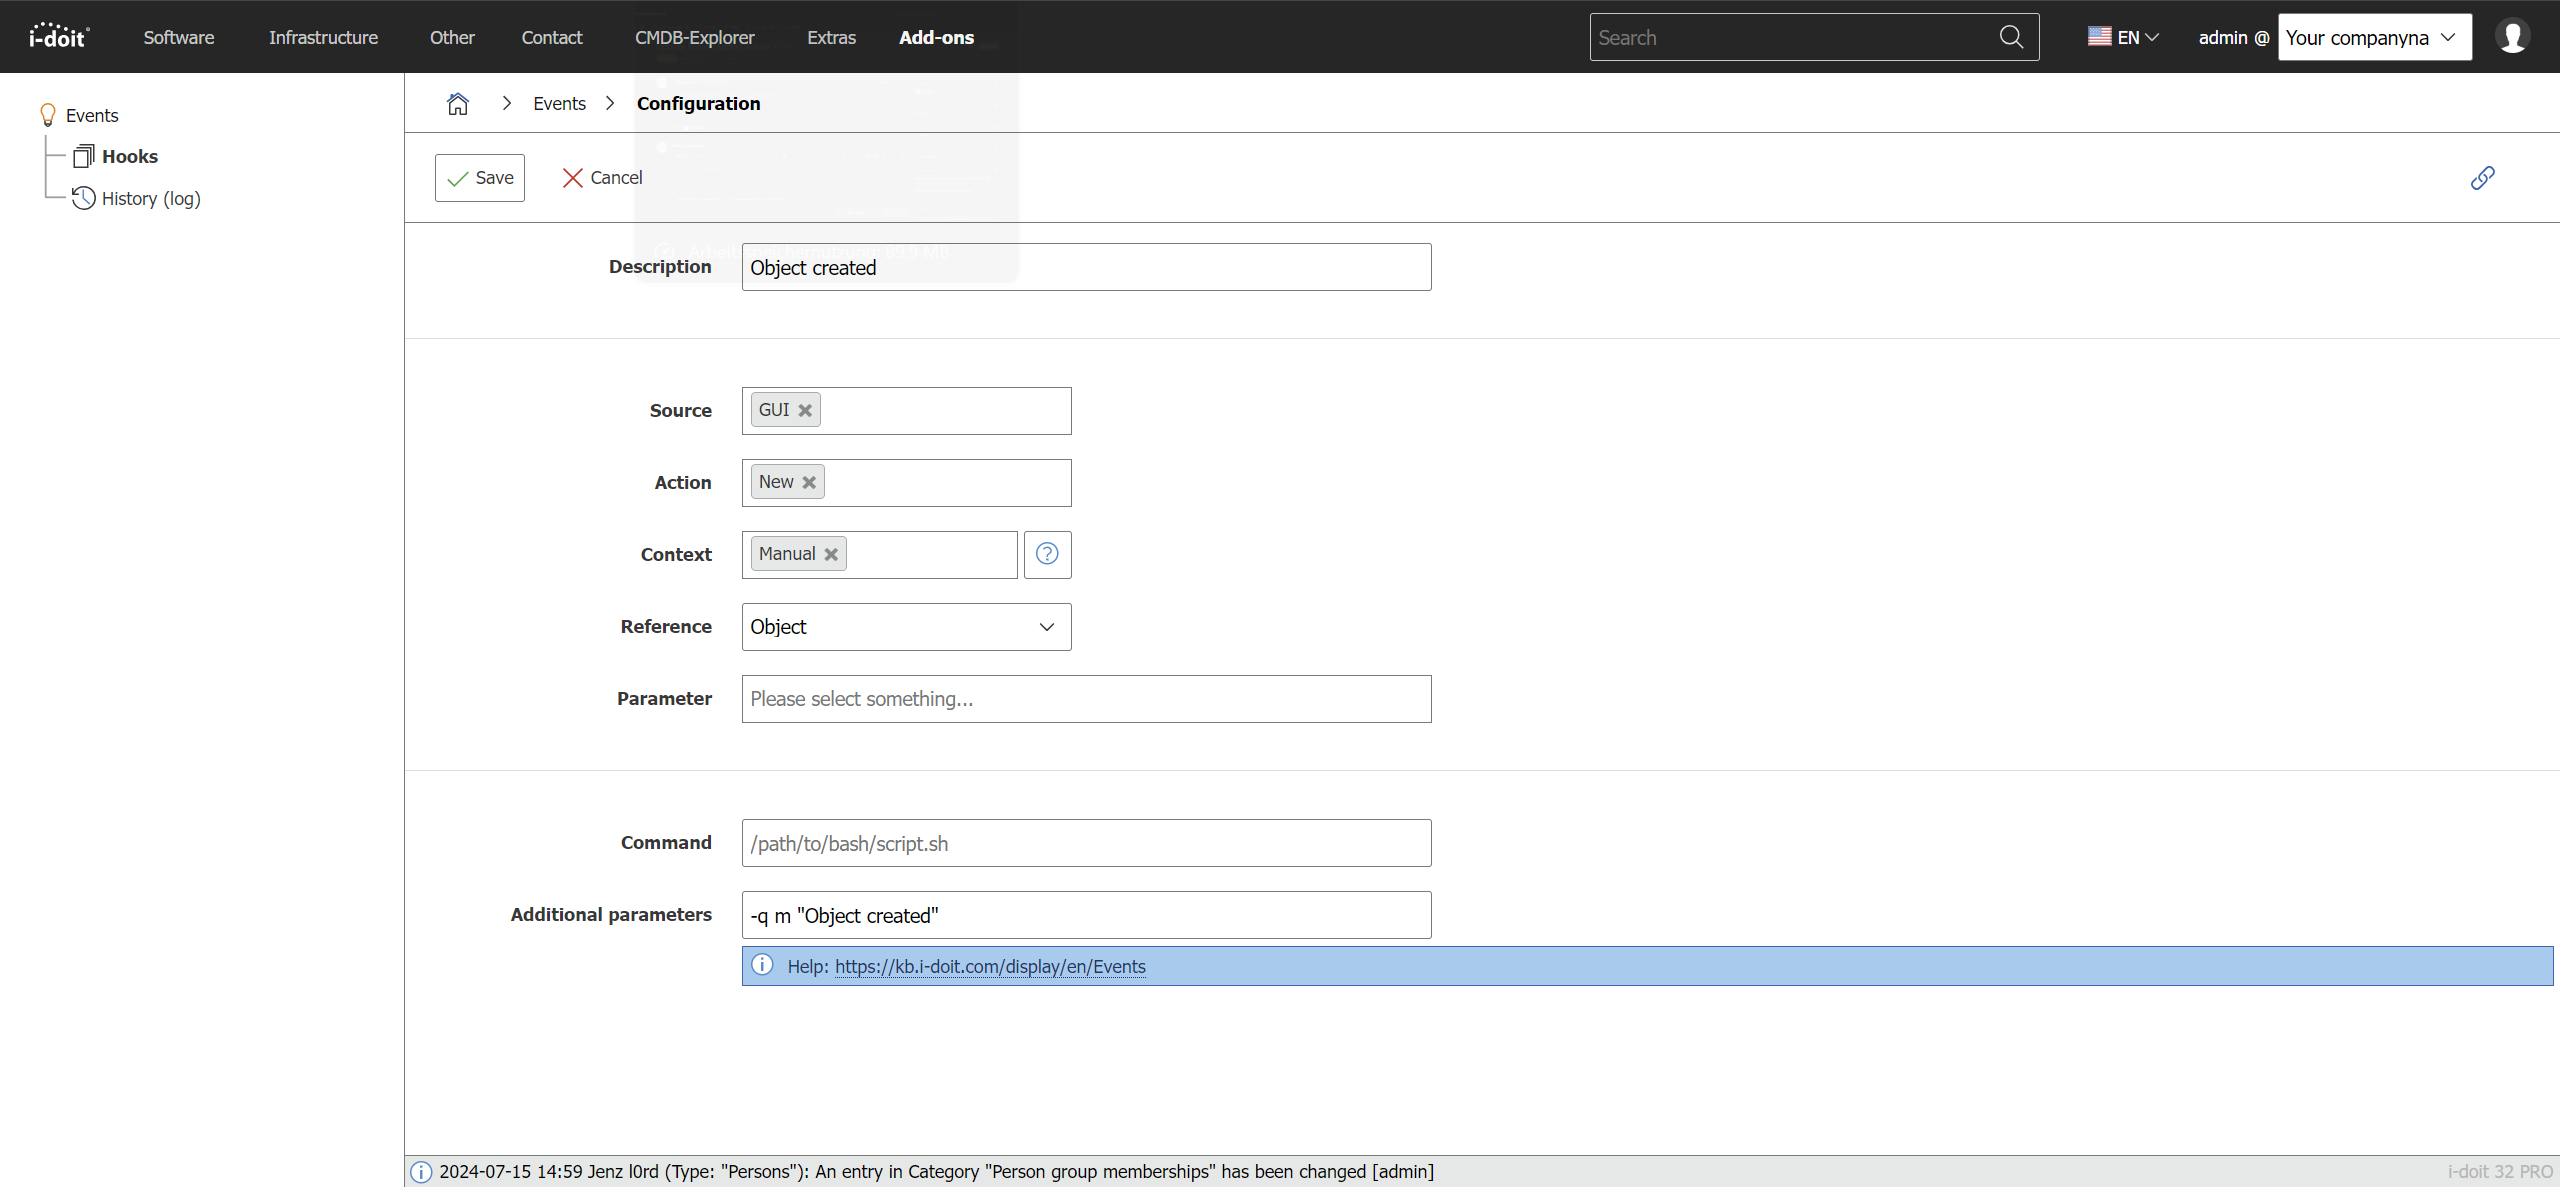 i-doit Software Infrastructure Other Contact CMDB-Explorer Extras Add-ons Search EN admin @ Your companyna
Events
Hooks
History (log)
Events Configuration
Save Cancel
Description Object created
Source GUI
Action New
Context Manual
Reference Object
Parameter Please select something...
Command /path/to/bash/script.sh
Additional parameters -q m "Object created"
Help: https://kb.i-doit.com/display/en/Events
2024-07-15 14:59 Jenz l0rd (Type: "Persons"): An entry in Category "Person group memberships" has been changed [admin] i-doit 32 PRO